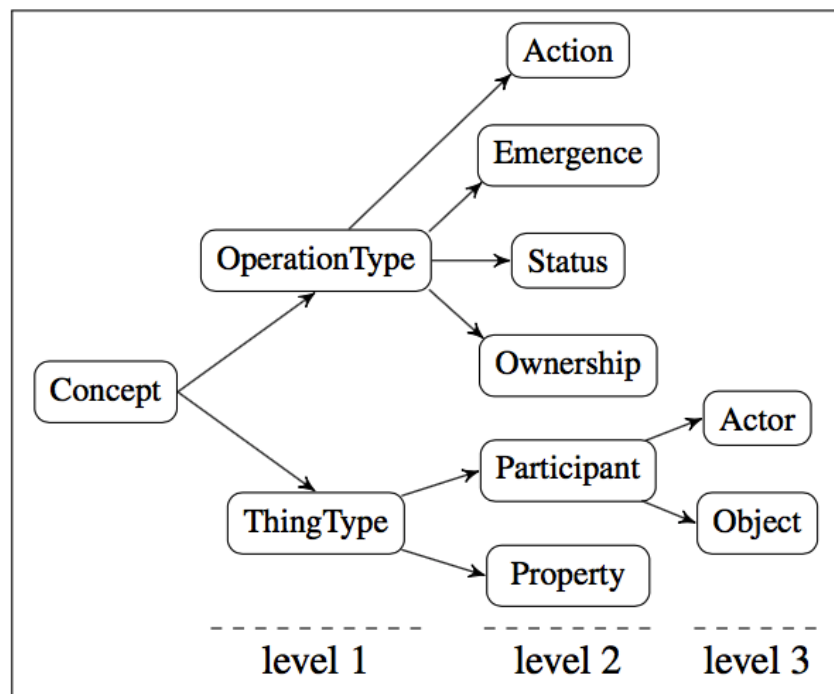 Action
Emergence
OperationType
Status
Ownership
Concept
Actor
Participant
ThingType
Object
Property
level 1
level 2
level 3